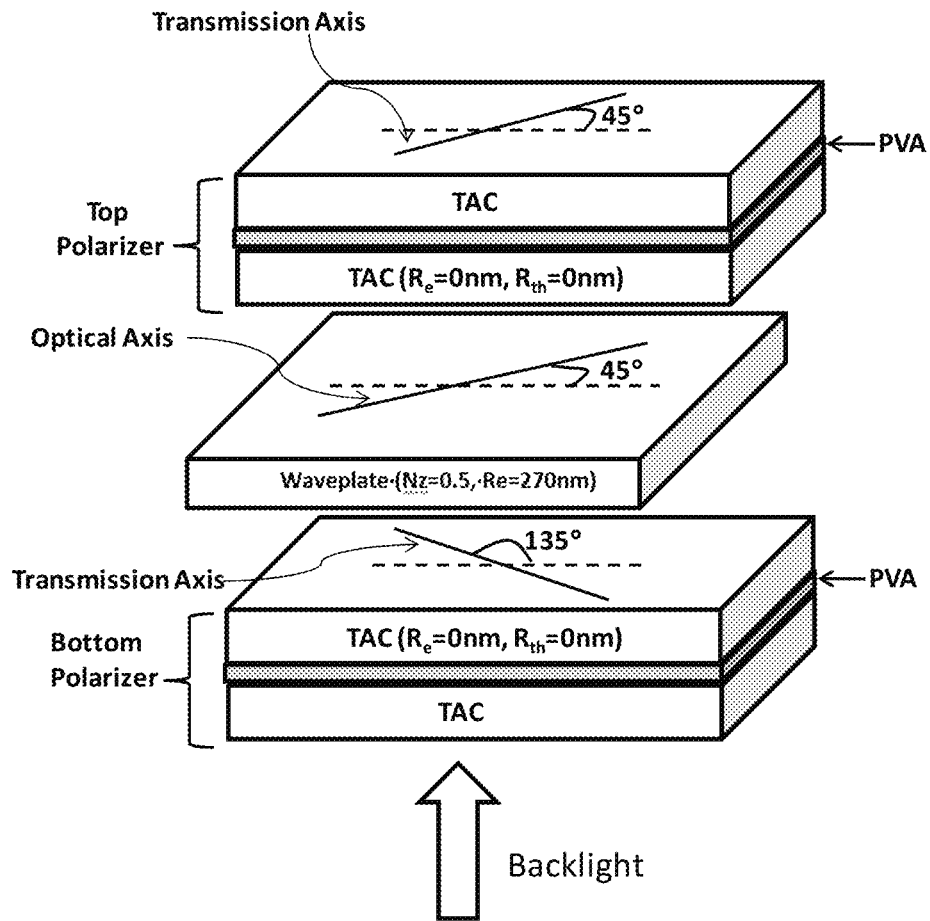 Transmission Axis
45°
PVA
TAC
Top
Polarizer
TAC (Re=0nm, Rth=0nm)
Optical Axis
45°
Waveplate·(Nz=0.5,·Re=270nm)
135°
Transmission Axis
PVA
TAC (Re=0nm, Rth=0nm)
Bottom
Polarizer
TAC
Backlight